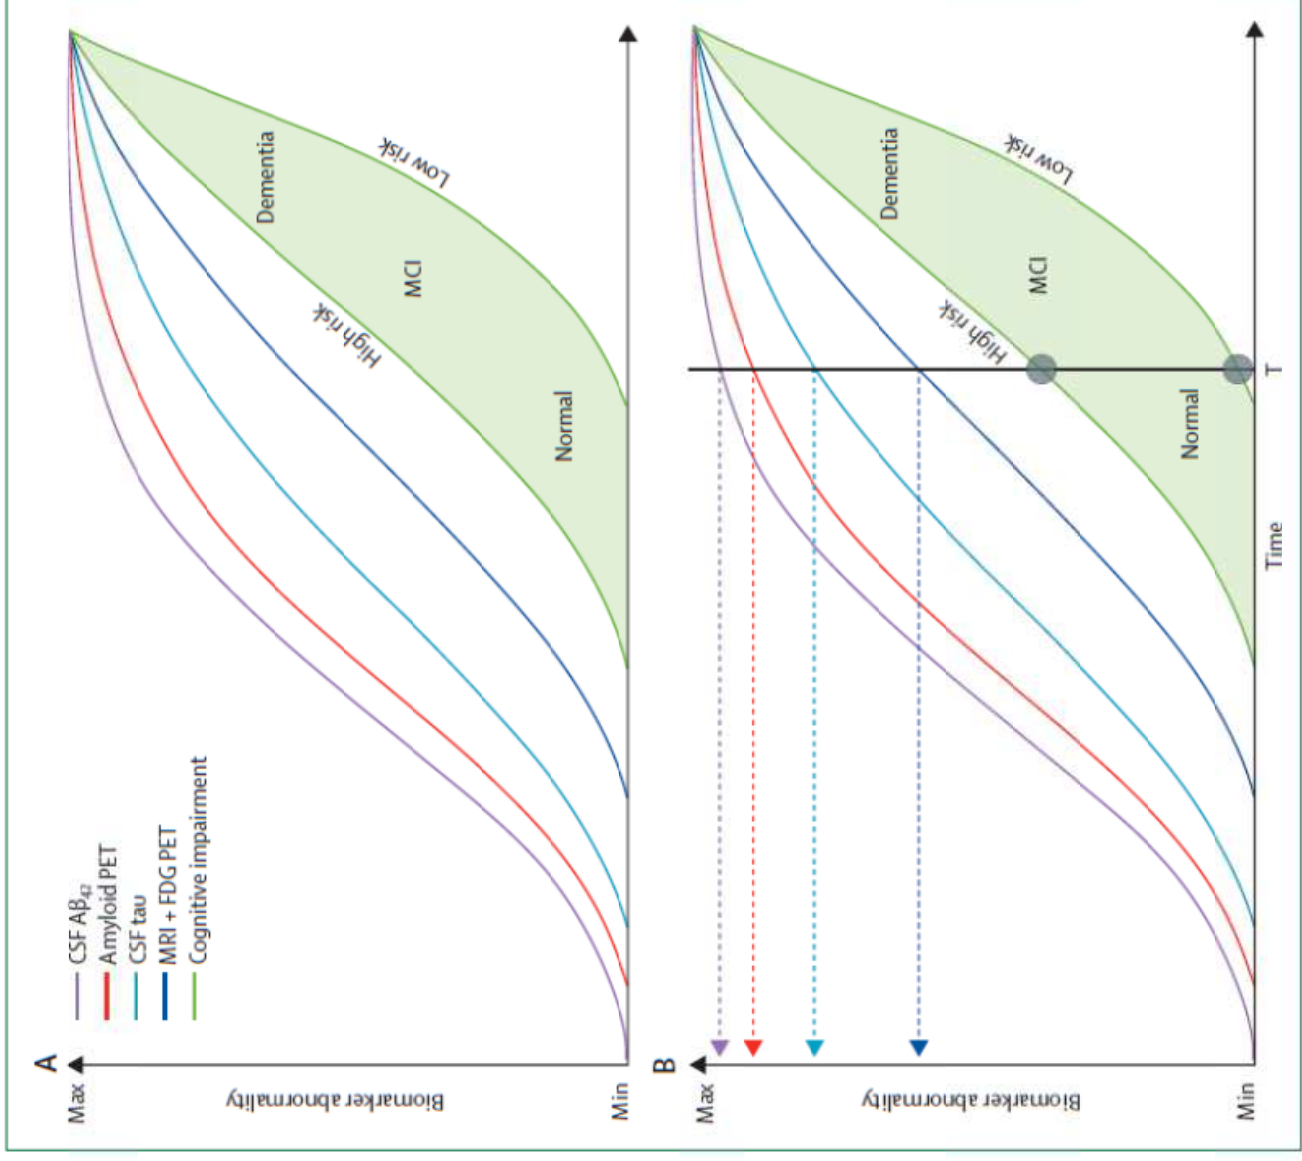 A
Max
Biomarker abnormality
Min
CSF Aβ₄₂
Amyloid PET
CSF tau
MRI + FDG PET
Cognitive impairment
High risk
Low risk
Normal
MCI
Dementia
B
Max
Biomarker abnormality
Min
High risk
Low risk
Normal
MCI
Dementia
Time
T